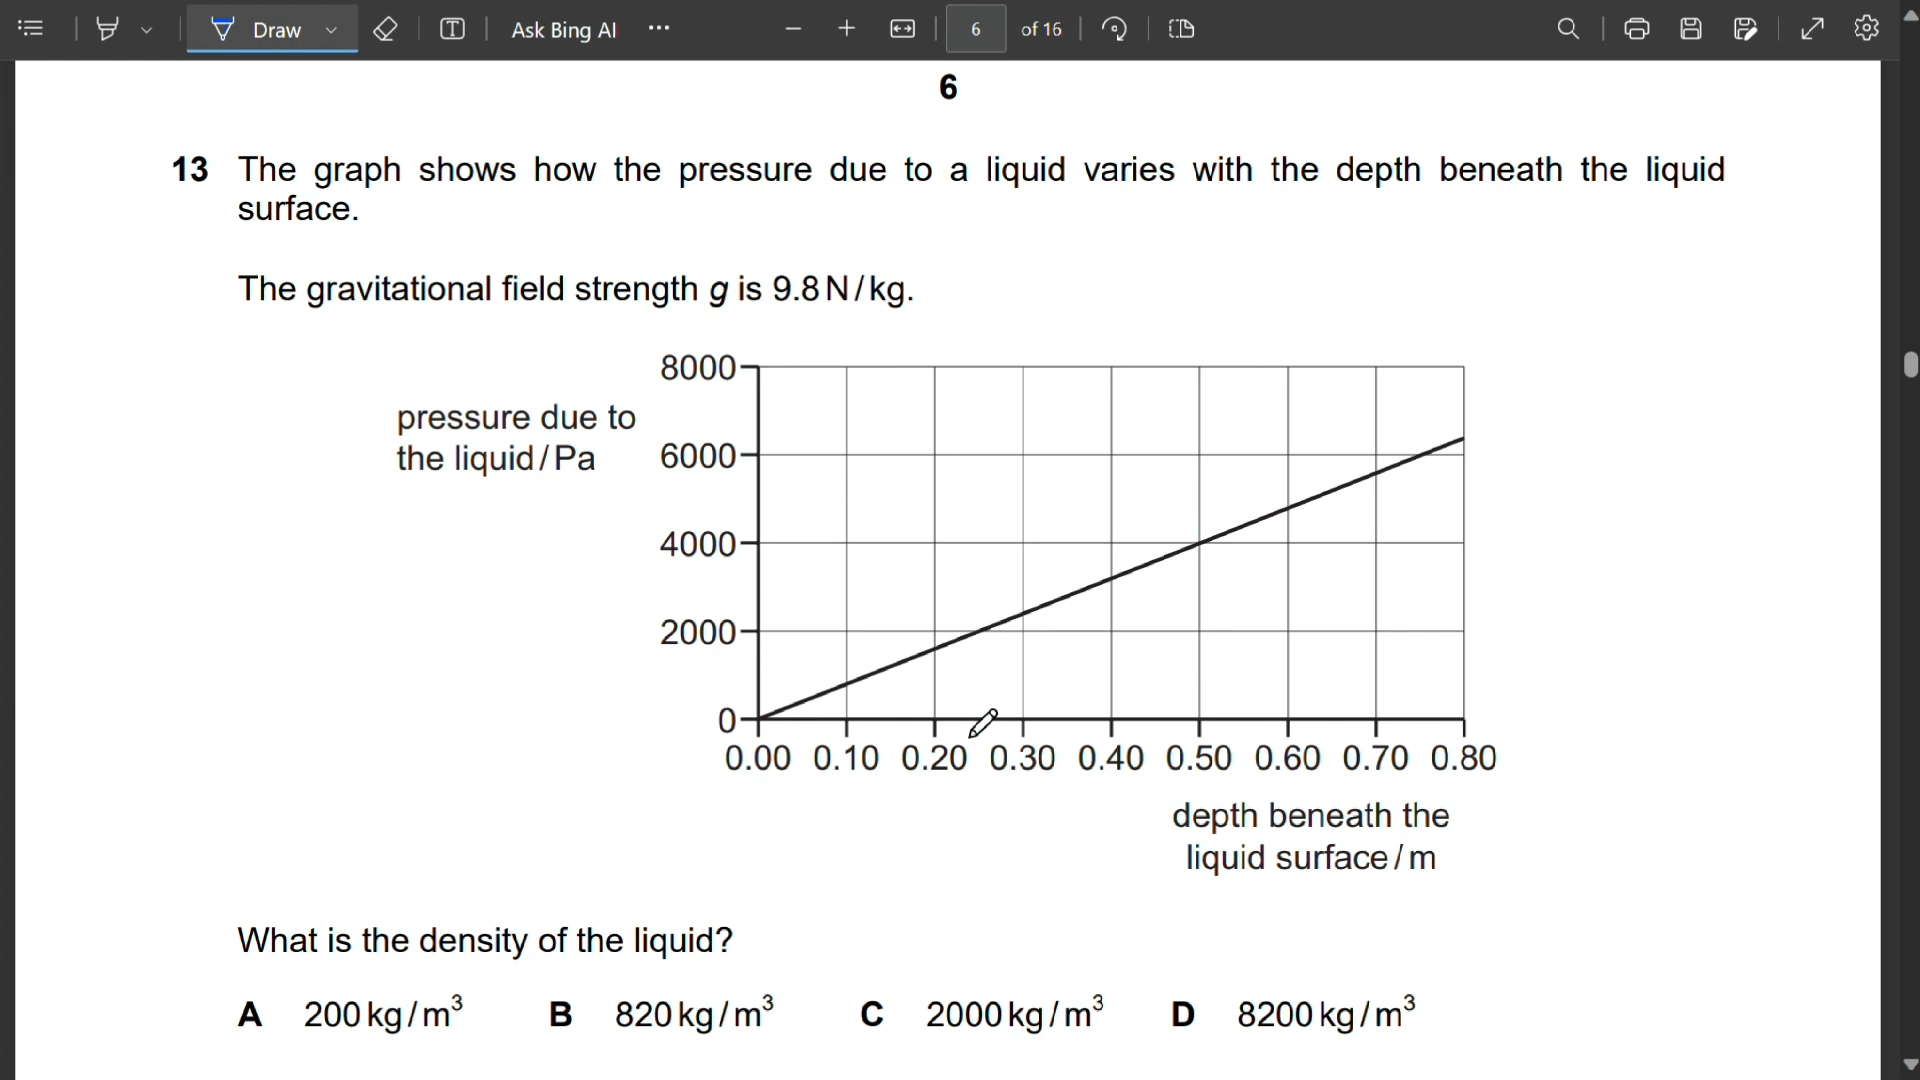 Draw
Ask Bing AI
6
of 16
6
13 The graph shows how the pressure due to a liquid varies with the depth beneath the liquid
surface.
The gravitational field strength g is 9.8 N/kg.
pressure due to
the liquid/Pa
8000
6000
4000
2000
0
0.00 0.10 0.20 0.30 0.40 0.50 0.60 0.70 0.80
depth beneath the
liquid surface/m
What is the density of the liquid?
A 200 kg/m³ B 820 kg/m³ C 2000 kg/m³ D 8200 kg/m³